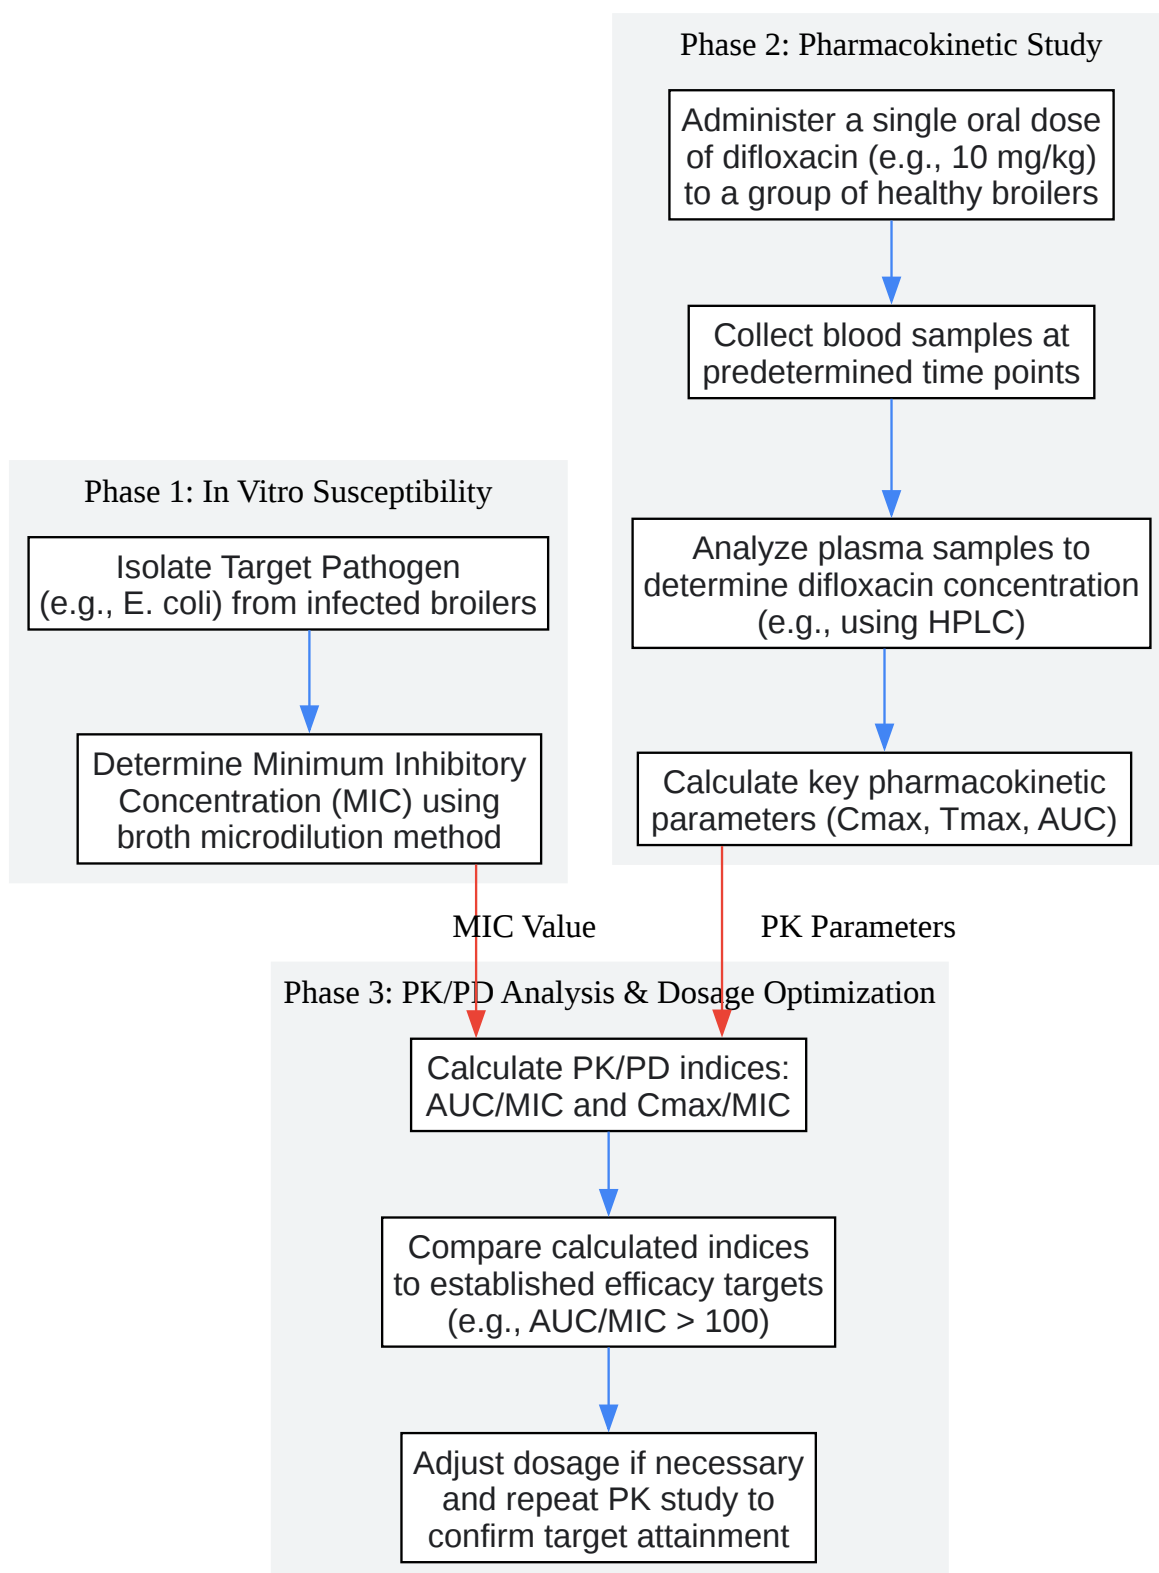 Phase 2: Pharmacokinetic Study
Administer a single oral dose
of difloxacin (e.g., 10 mg/kg)
to a group of healthy broilers
Collect blood samples at
predetermined time points
Phase 1: In Vitro Susceptibility
Isolate Target Pathogen
(e.g., E. coli) from infected broilers
Analyze plasma samples to
determine difloxacin concentration
(e.g., using HPLC)
Determine Minimum Inhibitory
Concentration (MIC) using
broth microdilution method
Calculate key pharmacokinetic
parameters (Cmax, Tmax, AUC)
MIC Value
PK Parameters
Phase 3: PK/PD Analysis & Dosage Optimization
Calculate PK/PD indices:
AUC/MIC and Cmax/MIC
Compare calculated indices
to established efficacy targets
(e.g., AUC/MIC > 100)
Adjust dosage if necessary
and repeat PK study to
confirm target attainment